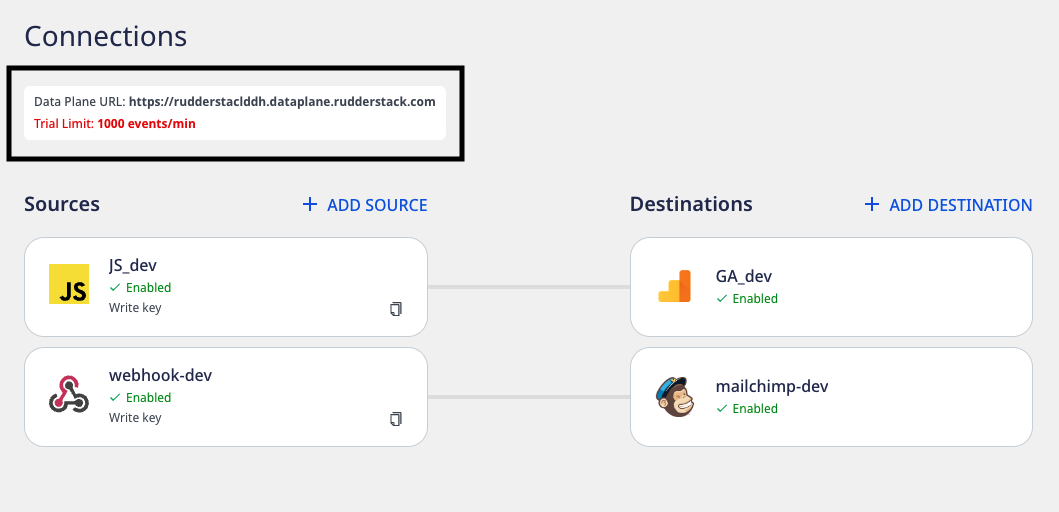 Connections
Data Plane URL: https://rudderstaclddh.dataplane.rudderstack.com
Trial Limit: 1000 events/min
Sources
+ ADD SOURCE
Destinations
+ ADD DESTINATION
JS
JS_dev
Enabled
Write key
GA_dev
Enabled
webhook-dev
Enabled
Write key
mailchimp-dev
Enabled